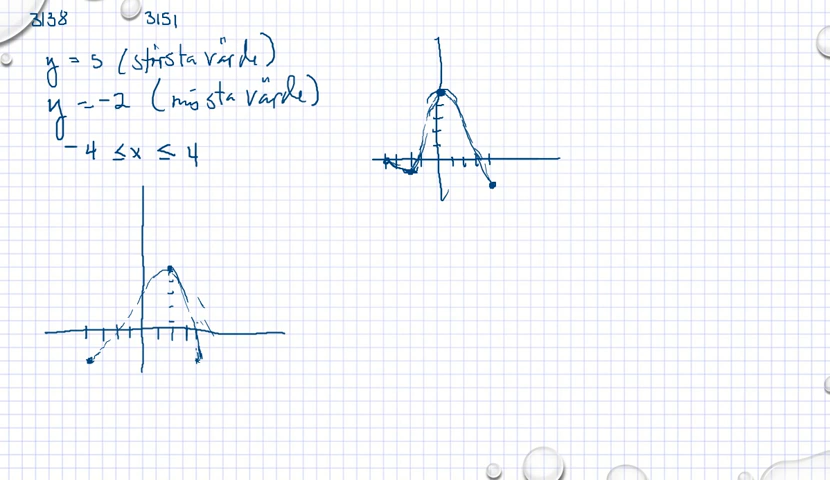 3138 3151
y = 5 (största värde)
y = -2 (minsta värde)
-4 ≤ x ≤ 4